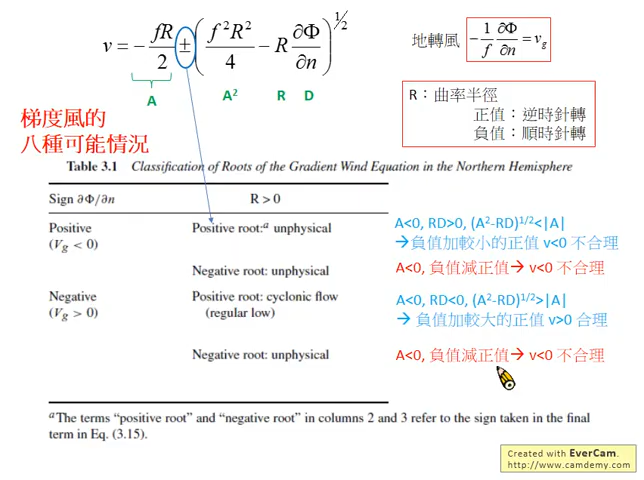 v = − fR/2 ± ( f²R²/4 − R ∂Φ/∂n )^½
地轉風 − 1/f ∂Φ/∂n = v_g
A A² R D
R：曲率半徑
正值：逆時針轉
負值：順時針轉
梯度風的
八種可能情況
Table 3.1 Classification of Roots of the Gradient Wind Equation in the Northern Hemisphere
Sign ∂Φ/∂n R > 0
Positive Positive root:ᵃ unphysical A<0, RD>0, (A²-RD)^1/2<|A|
(V_g < 0) →負值加較小的正值 v<0 不合理
Negative root: unphysical A<0, 負值減正值→ v<0 不合理
Negative Positive root: cyclonic flow A<0, RD<0, (A²-RD)^1/2>|A|
(V_g > 0) (regular low) → 負值加較大的正值 v>0 合理
Negative root: unphysical A<0, 負值減正值→ v<0 不合理
ᵃThe terms “positive root” and “negative root” in columns 2 and 3 refer to the sign taken in the final
term in Eq. (3.15).
Created with EverCam.
http://www.camdemy.com